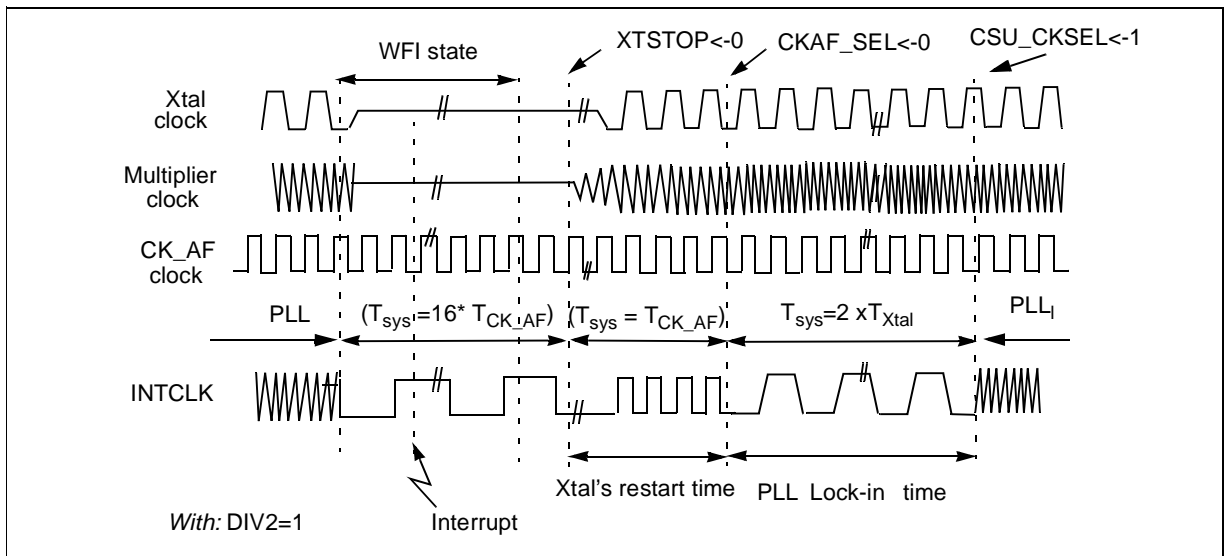 WFI state
XTSTOP<-0
CKAF_SEL<-0
CSU_CKSEL<-1
Xtal
clock
Multiplier
clock
CK_AF
clock
PLL
(Tsys =16* TCK_AF)
(Tsys = TCK_AF)
Tsys=2 xTXtal
PLLl
INTCLK
Xtal's restart time
PLL Lock-in time
With: DIV2=1
Interrupt